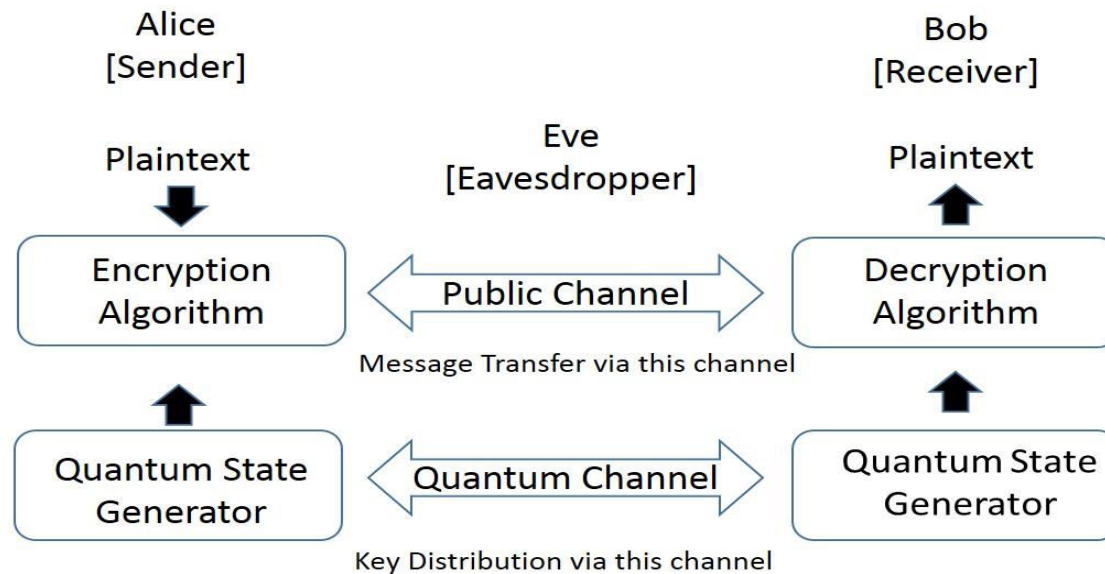 Alice
[Sender]
Bob
[Receiver]
Eve
[Eavesdropper]
Plaintext
Plaintext
Encryption
Algorithm
Public Channel
Decryption
Algorithm
Message Transfer via this channel
Quantum State
Generator
Quantum Channel
Quantum State
Generator
Key Distribution via this channel